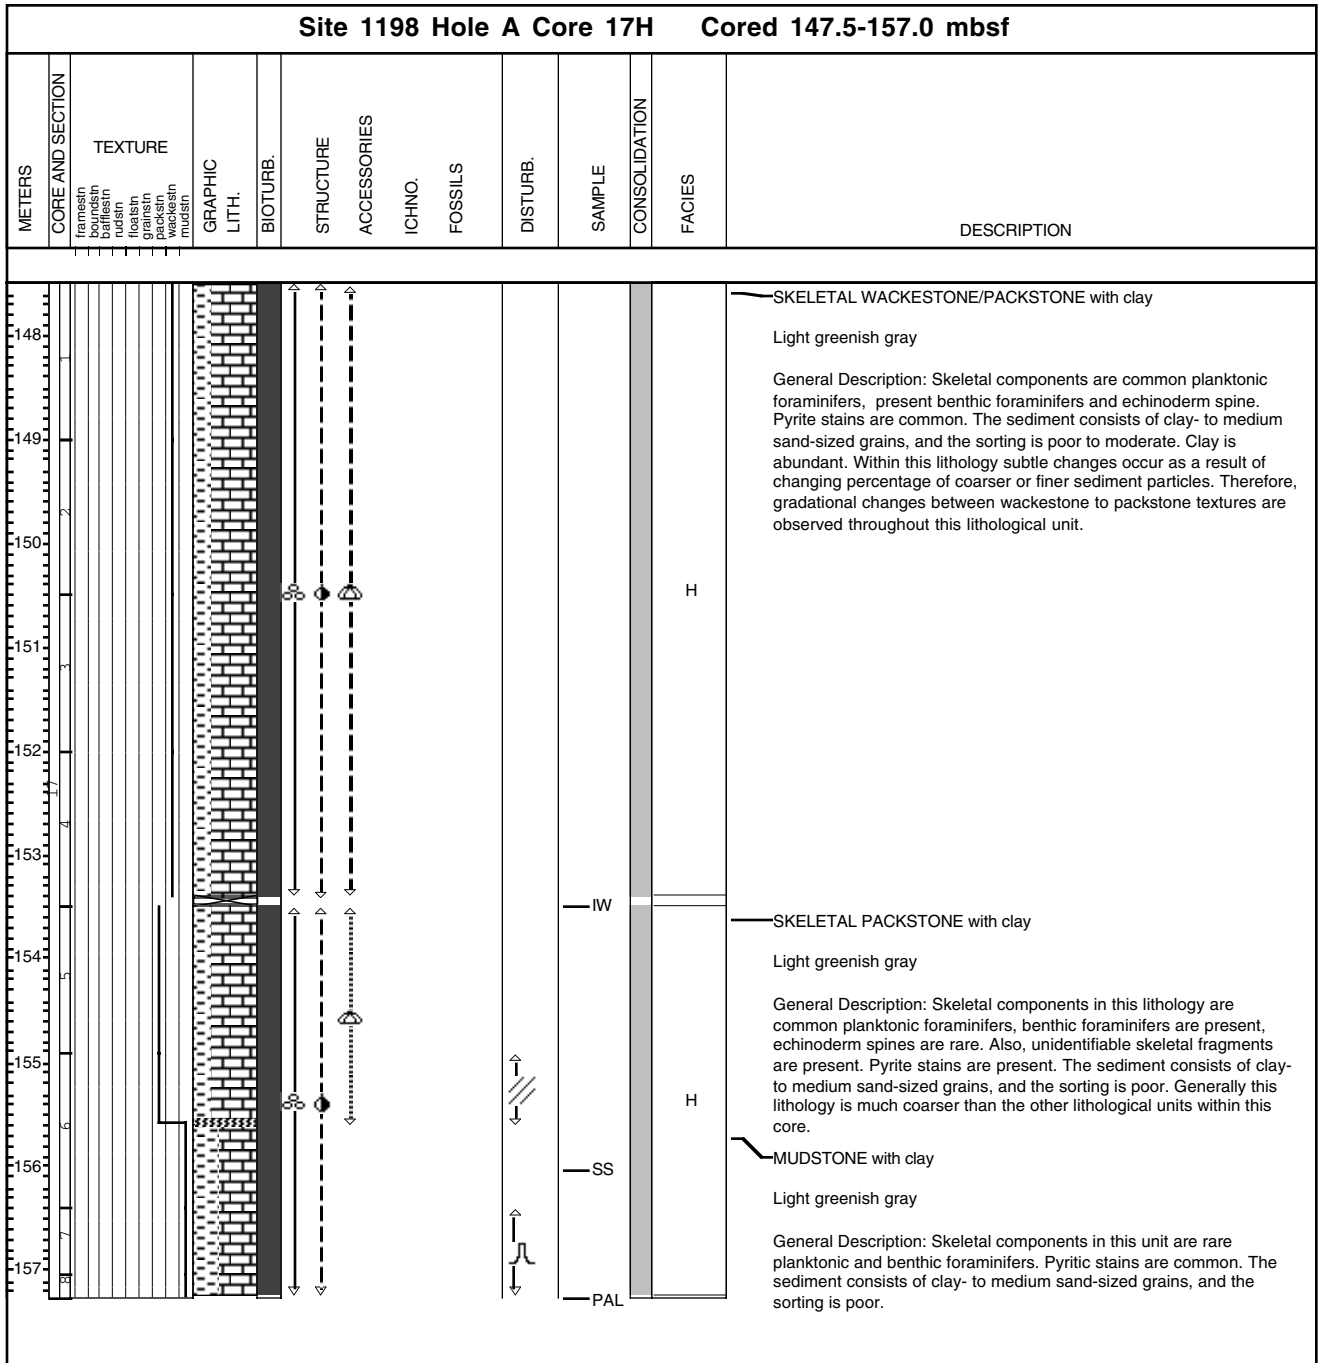 Site 1198 Hole A Core 17H Cored 147.5-157.0 mbsf
METERS
CORE AND SECTION
TEXTURE
framestn
boundstn
bafflestn
rudstn
floatstn
grainstn
packstn
wackestn
mudstn
GRAPHIC
LITH.
BIOTURB.
STRUCTURE
ACCESSORIES
ICHNO.
FOSSILS
DISTURB.
SAMPLE
CONSOLIDATION
FACIES
DESCRIPTION
148
149
150
151
152
153
154
155
156
157
17
1
2
3
4
5
6
7
8
IW
SS
PAL
H
H
SKELETAL WACKESTONE/PACKSTONE with clay
Light greenish gray
General Description: Skeletal components are common planktonic
foraminifers, present benthic foraminifers and echinoderm spine.
Pyrite stains are common. The sediment consists of clay- to medium
sand-sized grains, and the sorting is poor to moderate. Clay is
abundant. Within this lithology subtle changes occur as a result of
changing percentage of coarser or finer sediment particles. Therefore,
gradational changes between wackestone to packstone textures are
observed throughout this lithological unit.
SKELETAL PACKSTONE with clay
Light greenish gray
General Description: Skeletal components in this lithology are
common planktonic foraminifers, benthic foraminifers are present,
echinoderm spines are rare. Also, unidentifiable skeletal fragments
are present. Pyrite stains are present. The sediment consists of clay-
to medium sand-sized grains, and the sorting is poor. Generally this
lithology is much coarser than the other lithological units within this
core.
MUDSTONE with clay
Light greenish gray
General Description: Skeletal components in this unit are rare
planktonic and benthic foraminifers. Pyritic stains are common. The
sediment consists of clay- to medium sand-sized grains, and the
sorting is poor.